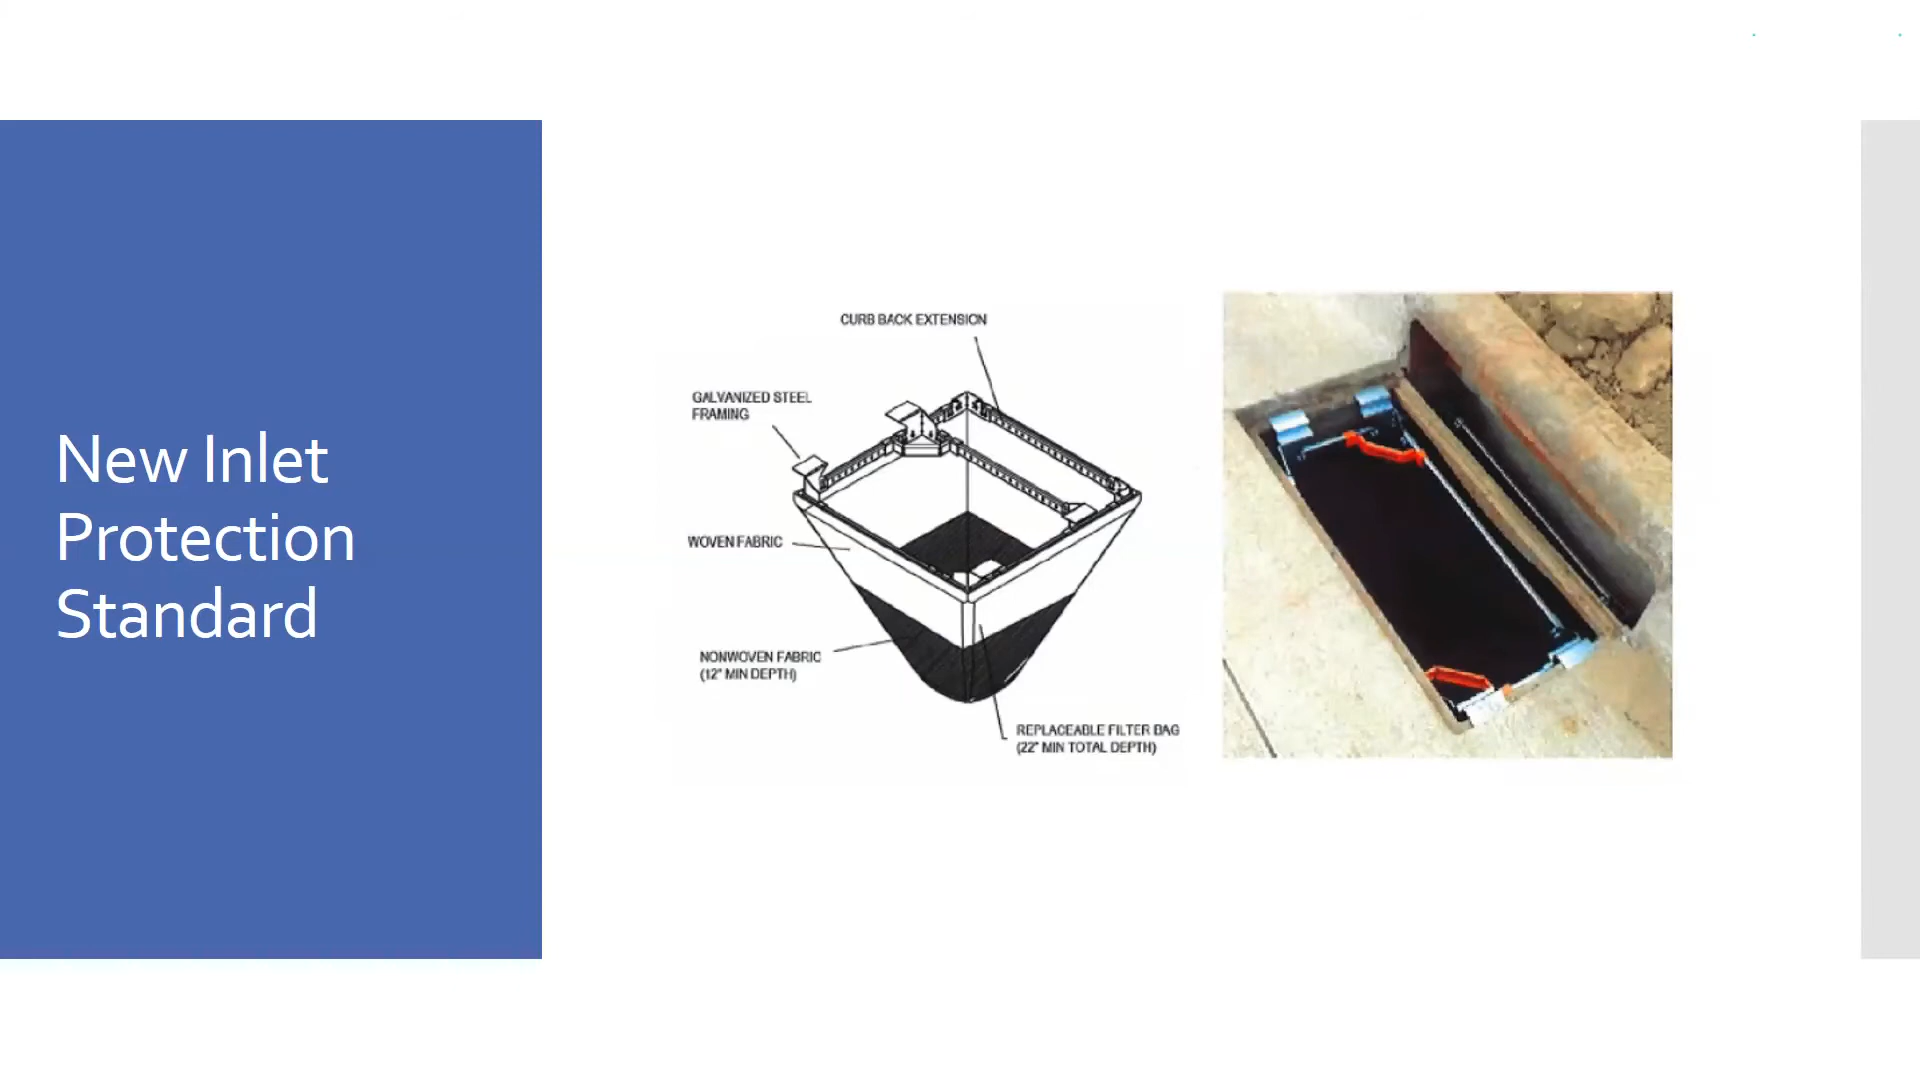 New Inlet
Protection
Standard
CURB BACK EXTENSION
GALVANIZED STEEL
FRAMING
WOVEN FABRIC
NONWOVEN FABRIC
(12" MIN DEPTH)
REPLACEABLE FILTER BAG
(22" MIN TOTAL DEPTH)